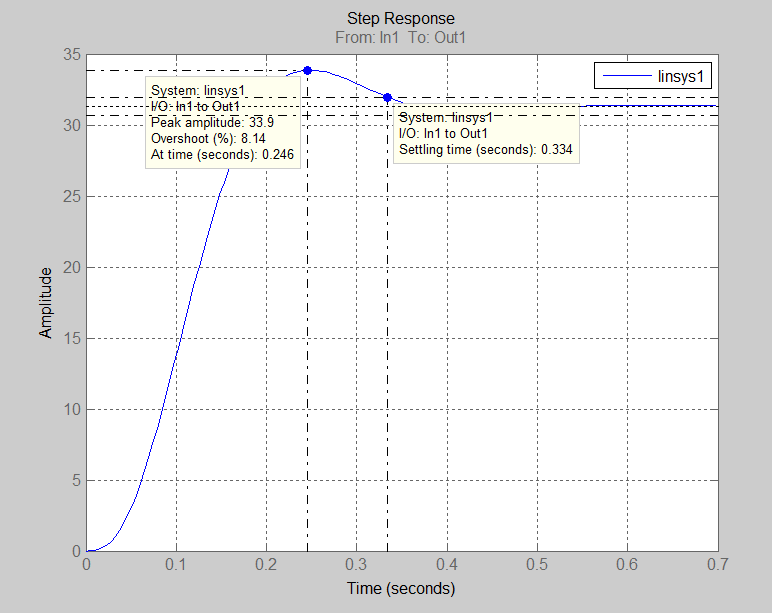 Step Response
From: In1 To: Out1
linsys1
System: linsys1
I/O: In1 to Out1
Peak amplitude: 33.9
Overshoot (%): 8.14
At time (seconds): 0.246
System: linsys1
I/O: In1 to Out1
Settling time (seconds): 0.334
Amplitude
35
30
25
20
15
10
5
0
0 0.1 0.2 0.3 0.4 0.5 0.6 0.7
Time (seconds)